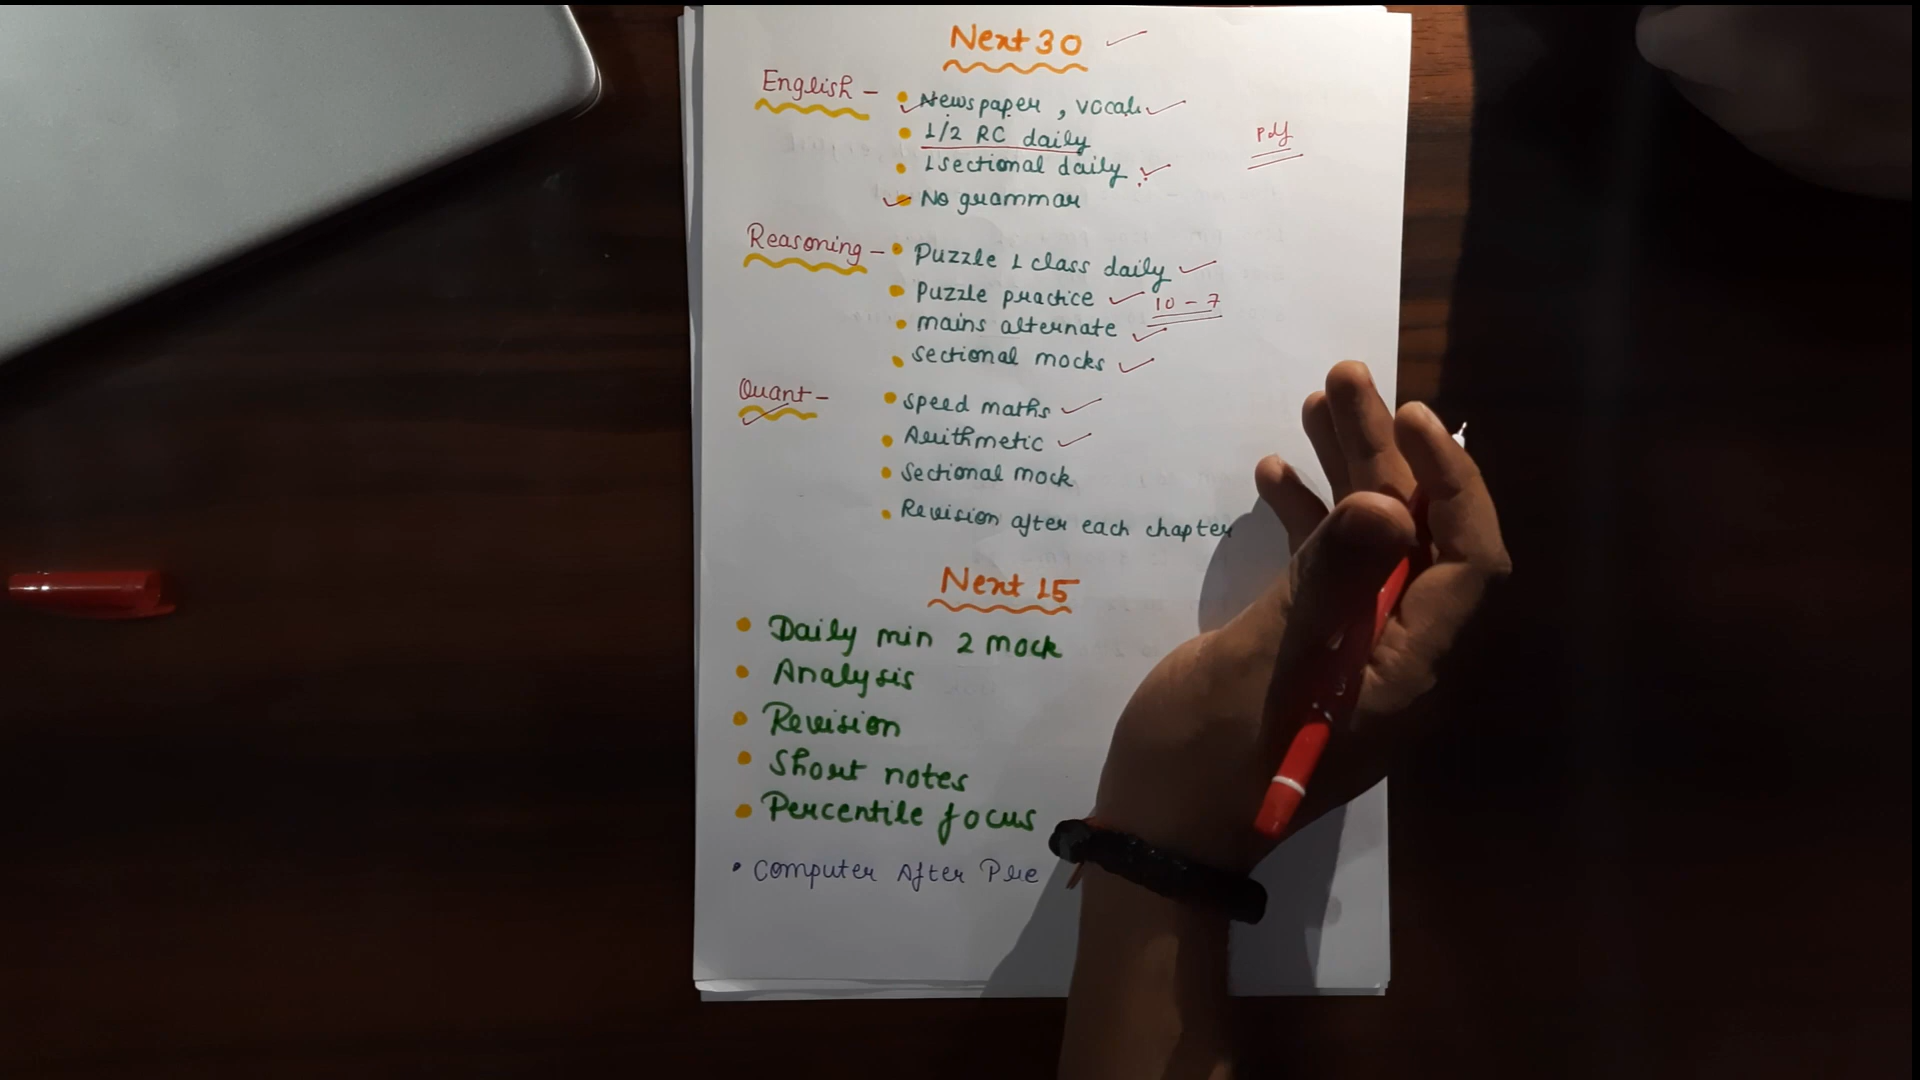 Next 30
English - Newspaper, vocab
1/2 RC daily
pdf
1 sectional daily
No grammar
Reasoning - Puzzle 1 class daily
Puzzle practice 10-7
mains alternate
sectional mocks
Quant - speed maths
Arithmetic
Sectional mock
Revision after each chapter
Next 15
Daily min 2 mock
Analysis
Revision
Short notes
Percentile focus
Computer After Pre